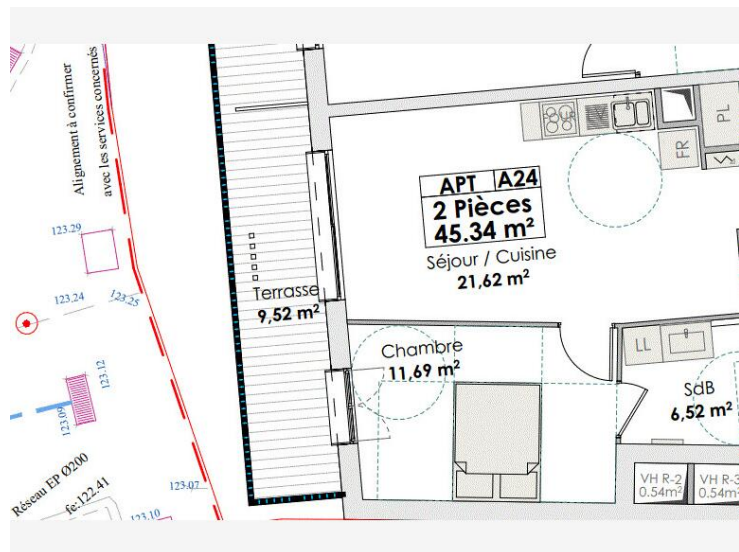 Alignement à confirmer
avec les services concernés
123.29
123.24
123.25
123.12
123.09
Réseau EP Ø200
fe:122.41
123.07
123.10
Terrasse
9,52 m²
APT A24
2 Pièces
45.34 m²
Séjour / Cuisine
21,62 m²
FR
PL
Chambre
11,69 m²
LL
SdB
6,52 m²
VH R-2
0.54m²
VH R-3
0.54m²